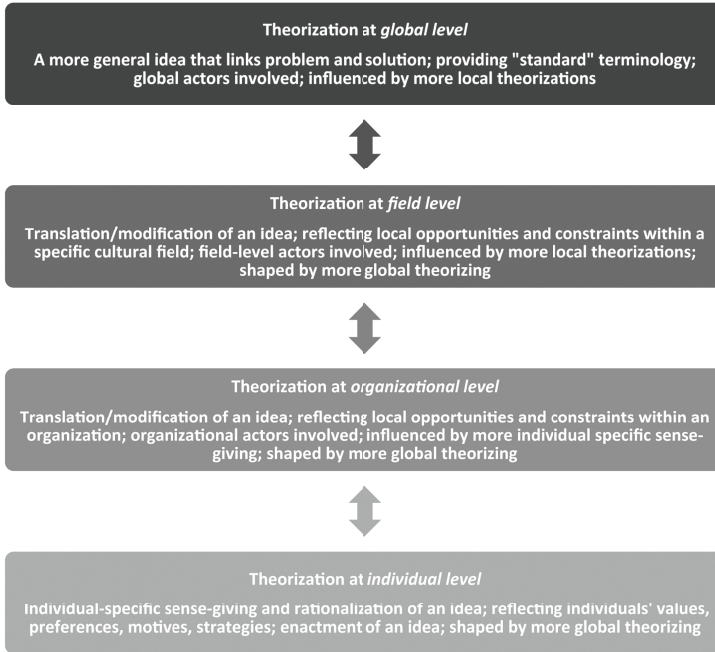 Theorization at global level
A more general idea that links problem and solution; providing "standard" terminology;
global actors involved; influenced by more local theorizations
Theorization at field level
Translation/modification of an idea; reflecting local opportunities and constraints within a
specific cultural field; field-level actors involved; influenced by more local theorizations;
shaped by more global theorizing
Theorization at organizational level
Translation/modification of an idea; reflecting local opportunities and constraints within an
organization; organizational actors involved; influenced by more individual specific sense-
giving; shaped by more global theorizing
Theorization at individual level
Individual-specific sense-giving and rationalization of an idea; reflecting individuals' values,
preferences, motives, strategies; enactment of an idea; shaped by more global theorizing